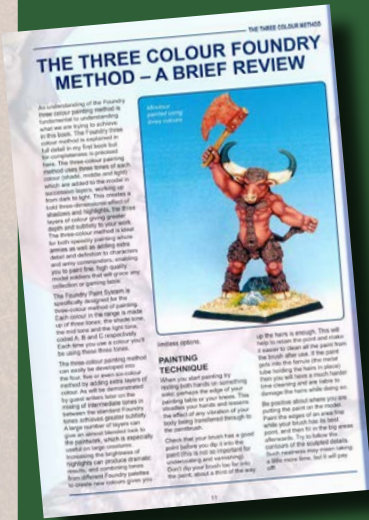 THE THREE COLOUR METHOD
THE THREE COLOUR FOUNDRY
METHOD – A BRIEF REVIEW
An understanding of the Foundry
three colour painting method is
fundamental to understanding
what we are trying to achieve
in this book. The Foundry three
colour method is explained in
full detail in my first book but
for completeness is précised
here. The three-colour painting
method uses three tones of each
colour (shade, middle and light)
which are added to the model in
successive layers, working up
from dark to light. This creates a
bold three-dimensional effect of
shadows and highlights, the three
layers of colour giving greater
depth and subtlety to your work.
The three-colour method is ideal
for both speedily painting whole
armies as well as adding extra
detail and definition to characters
and army commanders, enabling
you to paint fine, high quality
model soldiers that will grace any
collection or gaming table.
The Foundry Paint System is
specifically designed for the
three-colour painting method.
Each colour in the range is made
up of three tones, the shade tone,
the mid tone and the light tone,
coded A, B and C respectively.
Each time you use a colour you'll
be using these three tones.
The three-colour painting method
can easily be developed into
the four, five or even six-colour
method by adding extra layers of
colour. As will be demonstrated
by guest writers later on the
mixing of intermediate tones in
between the standard Foundry
tones achieves greater subtlety.
A large number of layers can
give an almost blended look to
the paintwork, which is especially
useful on large creatures.
Increasing the brightness of
highlights can produce dramatic
results, and combining tones
from different Foundry palettes
to create new colours gives you
Minotaur
painted using
three colours
limitless options.
PAINTING
TECHNIQUE
When you start painting try
resting both hands on something
solid, perhaps the edge of your
painting table or your knees. This
steadies your hands and lessens
the effect of any vibration of your
body being transferred through to
the paintbrush.
Check that your brush has a good
point before you dip it into the
paint (this is not so important for
undercoating and varnishing).
Don't dip your brush too far into
the paint, about a third of the way
up the hairs is enough. This will
help to retain the point and make
it easier to clean all the paint from
the brush after use. If the paint
gets into the ferrule (the metal
tube holding the hairs in place)
then you will have a much harder
time cleaning and are liable to
damage the hairs while doing so.
Be positive about where you are
putting the paint on the model.
Paint the edges of an area first
while your brush has its best
point, and then fill in the big areas
afterwards. Try to follow the
contours of the sculpted details.
Such neatness may mean taking
a little more time, but it will pay
off.
11